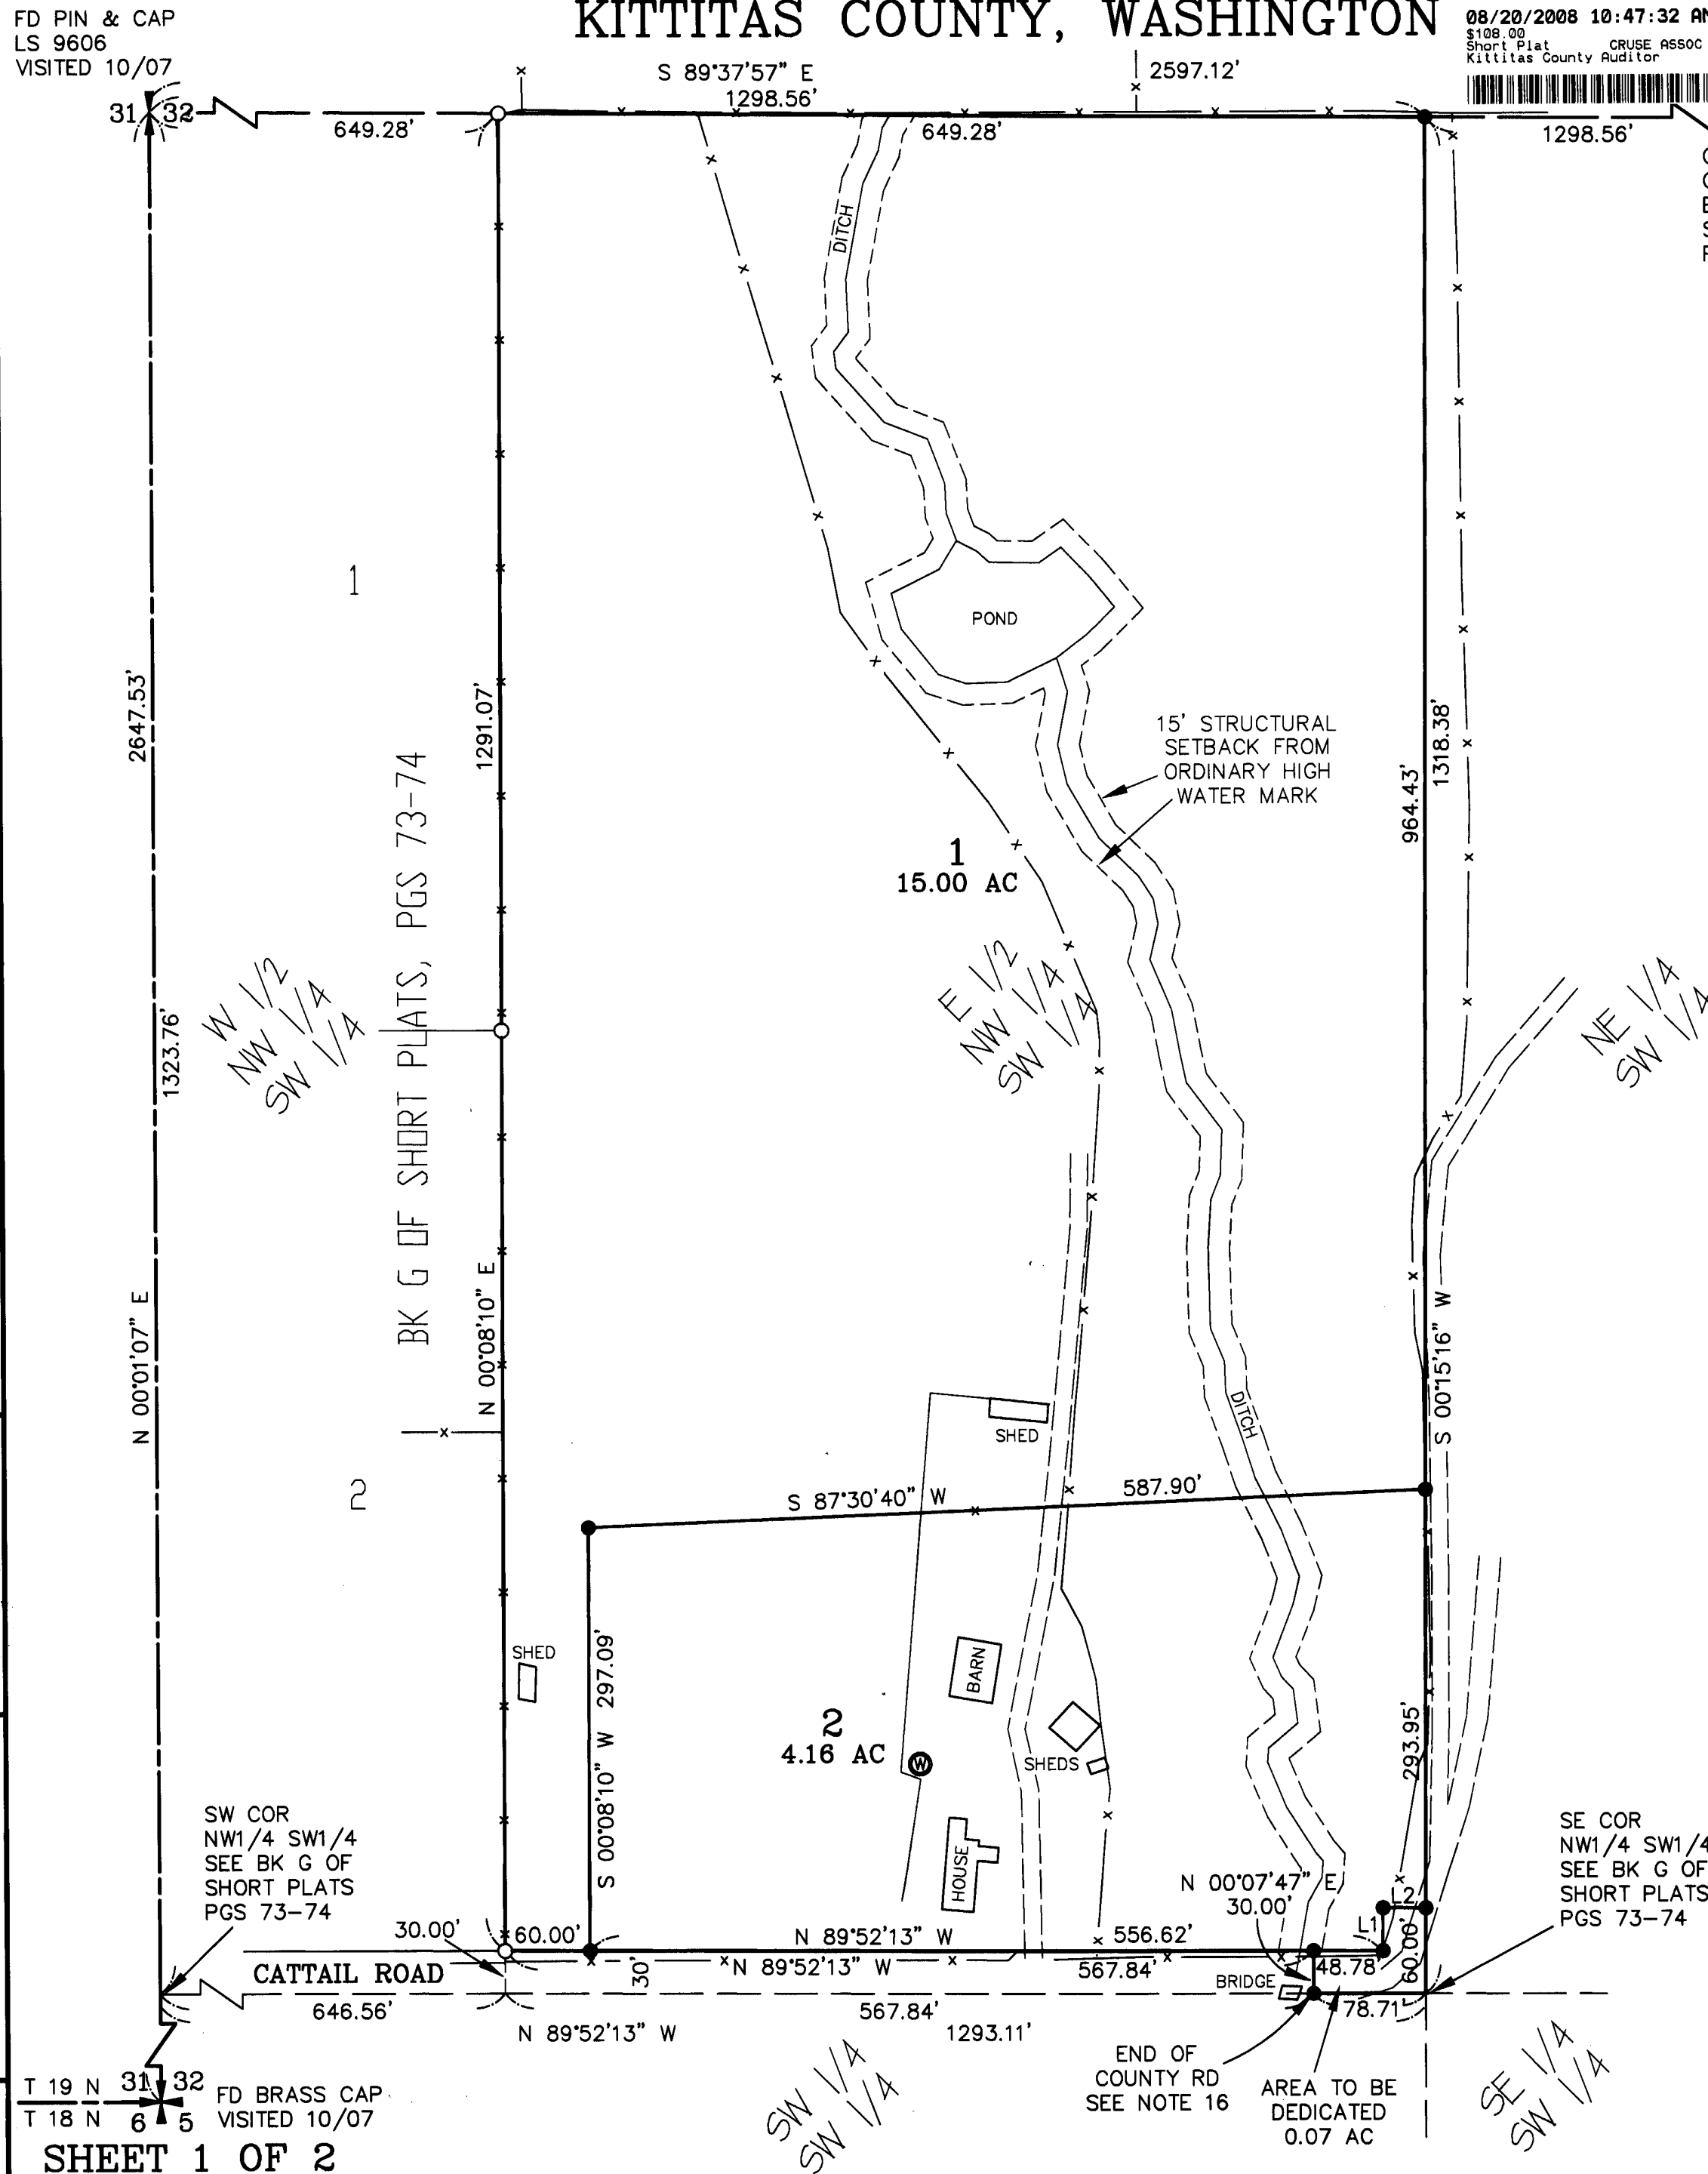 FD PIN & CAP
LS 9606
VISITED 10/07
KITTITAS COUNTY, WASHINGTON
08/20/2008 10:47:32 AM
$108.00
Short Plat CRUSE ASSOC
Kittitas County Auditor
S 89°37'57" E
2597.12'
1298.56'
31 32
649.28'
649.28'
1298.56'
DITCH
1
POND
2647.53'
1291.07'
15' STRUCTURAL
SETBACK FROM
ORDINARY HIGH
WATER MARK
964.43'
1318.38'
BK G OF SHORT PLATS, PGS 73-74
1
15.00 AC
W 1/2
NW 1/4
SW 1/4
E 1/2
NW 1/4
SW 1/4
NE 1/4
SW 1/4
1323.76'
N 00°01'07" E
N 00°08'10" E
S 00°15'16" W
SHED
DITCH
2
S 87°30'40" W
587.90'
SHED
S 00°08'10" W 297.09'
BARN
2
4.16 AC
W
SHEDS
293.95'
HOUSE
SW COR
NW1/4 SW1/4
SEE BK G OF
SHORT PLATS
PGS 73-74
SE COR
NW1/4 SW1/4
SEE BK G OF
SHORT PLATS
PGS 73-74
N 00°07'47" E
30.00'
L2
L1
30.00'
60.00'
N 89°52'13" W
556.62'
60.00'
CATTAIL ROAD
30'
N 89°52'13" W
567.84'
48.78'
BRIDGE
646.56'
567.84'
78.71'
N 89°52'13" W
1293.11'
END OF
COUNTY RD
SEE NOTE 16
AREA TO BE
DEDICATED
0.07 AC
SW 1/4
SW 1/4
SE 1/4
SW 1/4
T 19 N 31 32
T 18 N 6 5
FD BRASS CAP
VISITED 10/07
SHEET 1 OF 2